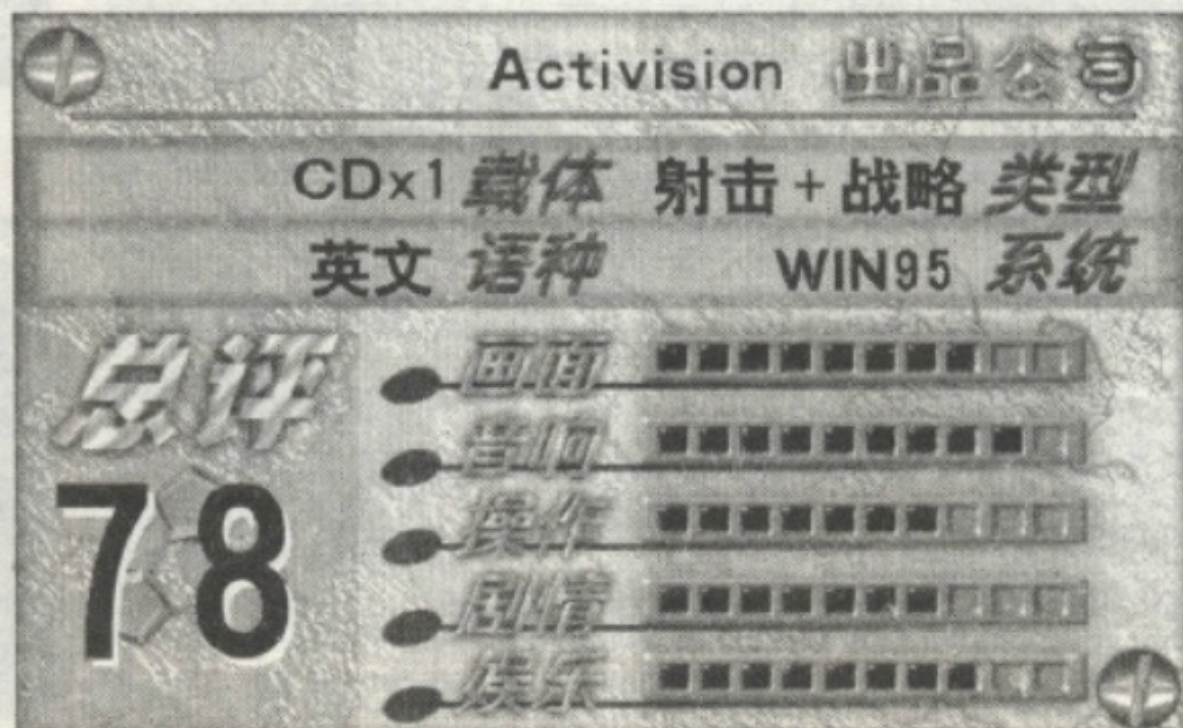 Activision 出品公司
CDx1 载体 射击+战略 类型
英文 语种 WIN95 系统
总评
78
画面
音响
操作
剧情
娱乐